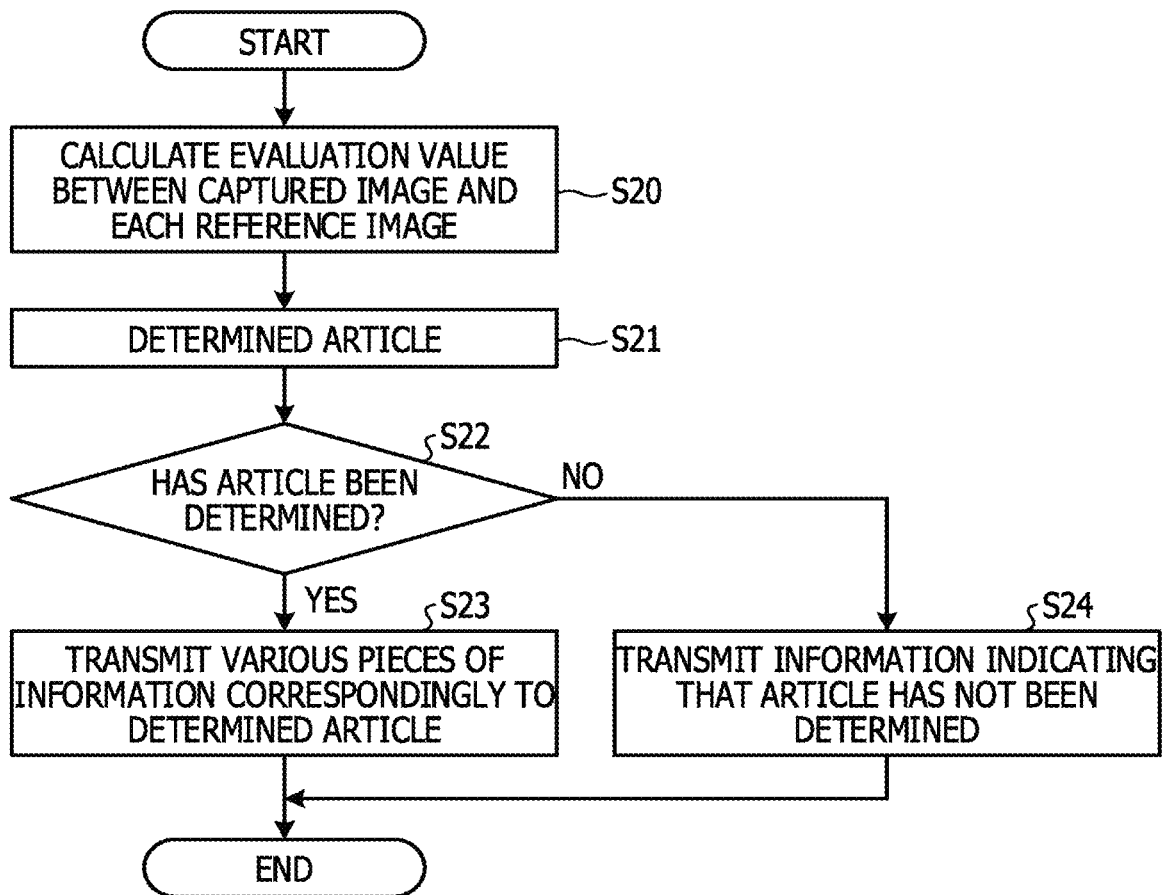 START
CALCULATE EVALUATION VALUE
BETWEEN CAPTURED IMAGE AND
EACH REFERENCE IMAGE
S20
DETERMINED ARTICLE
S21
S22
HAS ARTICLE BEEN
DETERMINED?
NO
YES
S23
TRANSMIT VARIOUS PIECES OF
INFORMATION CORRESPONDINGLY TO
DETERMINED ARTICLE
S24
TRANSMIT INFORMATION INDICATING
THAT ARTICLE HAS NOT BEEN
DETERMINED
END